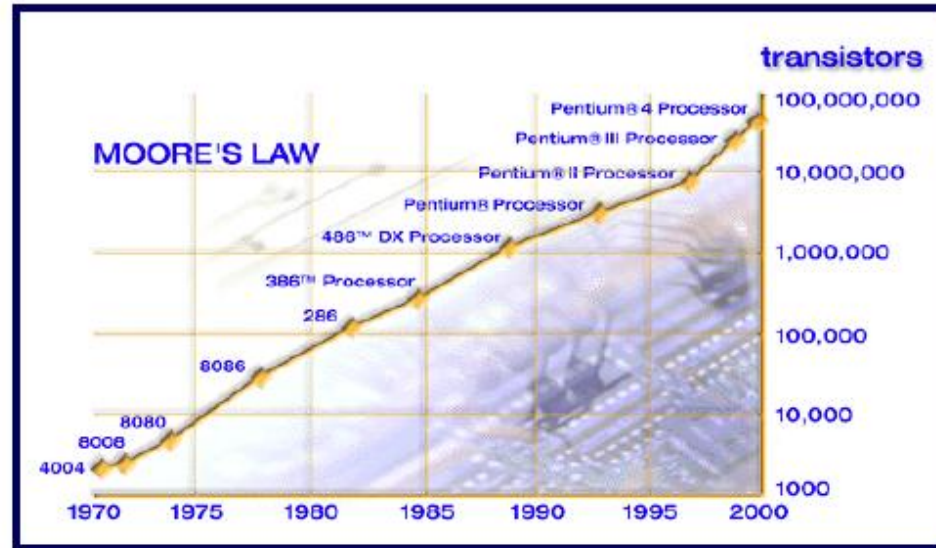 transistors
100,000,000
Pentium® 4 Processor
Pentium® III Processor
MOORE'S LAW
10,000,000
Pentium® II Processor
Pentium® Processor
486™ DX Processor
1,000,000
386™ Processor
286
100,000
8086
10,000
8080
8008
4004
1000
1970 1975 1980 1985 1990 1995 2000